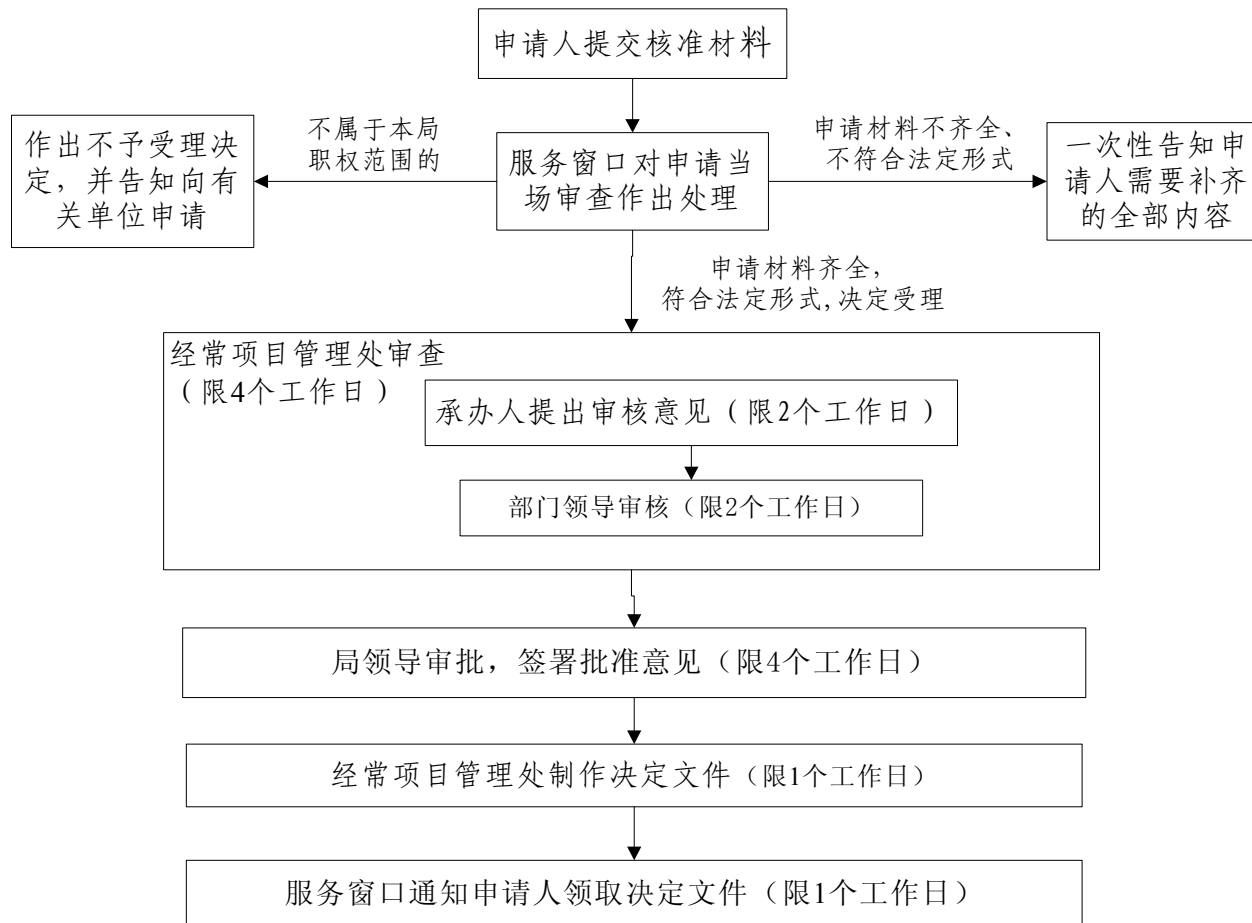 申请人提交核准材料
不属于本局
职权范围的
申请材料不齐全、
不符合法定形式
作出不予受理决
定，并告知向有
关单位申请
服务窗口对申请当
场审查作出处理
一次性告知申
请人需要补齐
的全部内容
申请材料齐全，
符合法定形式,决定受理
经常项目管理处审查
（限4个工作日）
承办人提出审核意见（限2个工作日）
部门领导审核（限2个工作日）
局领导审批，签署批准意见（限4个工作日）
经常项目管理处制作决定文件（限1个工作日）
服务窗口通知申请人领取决定文件（限1个工作日）